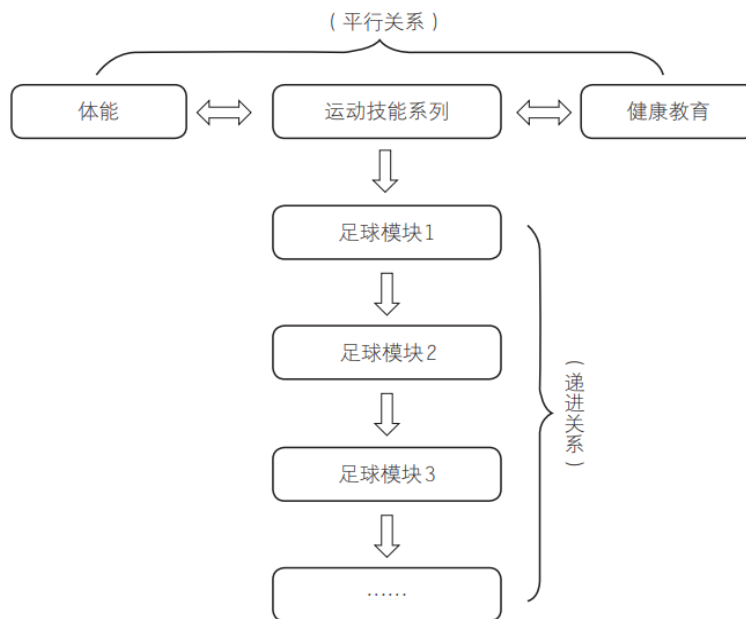 （平行关系）
体能
运动技能系列
健康教育
足球模块1
足球模块2
足球模块3
……
（递进关系）